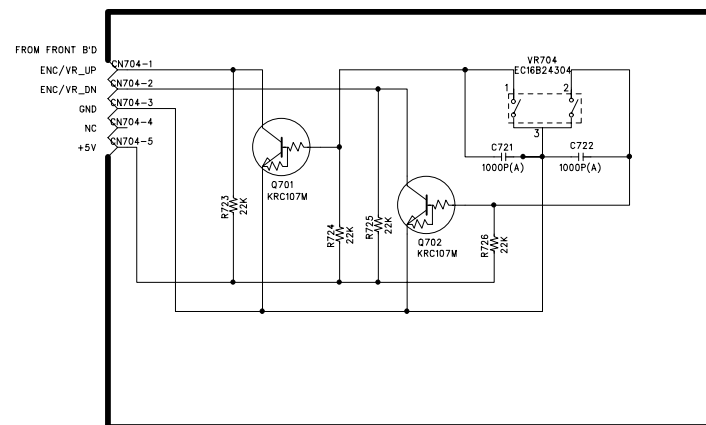 FROM FRONT B'D
CN704-1
ENC/VR_UP
CN704-2
ENC/VR_DN
CN704-3
GND
CN704-4
NC
CN704-5
+5V
VR704
EC16B24304
1
2
3
C721
1000P(A)
C722
1000P(A)
Q701
KRC107M
Q702
KRC107M
R723
22K
R724
22K
R725
22K
R726
22K